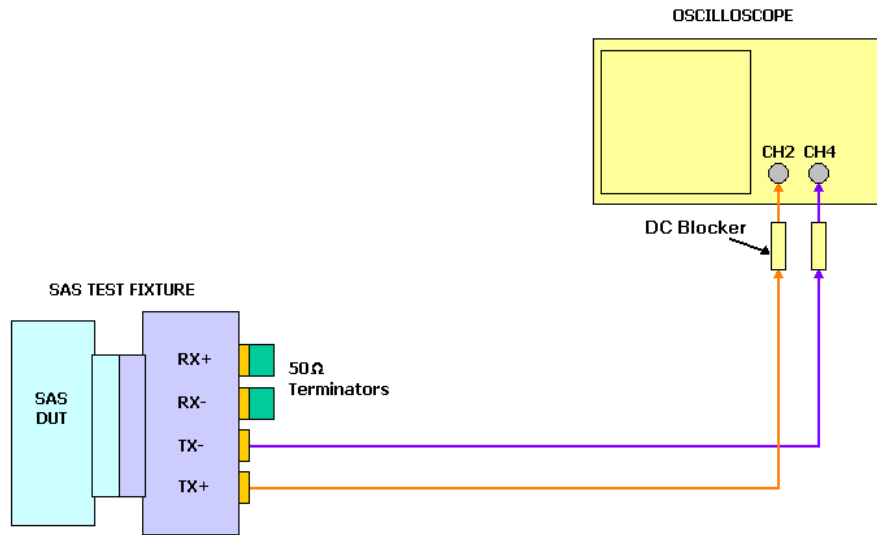 OSCILLOSCOPE
CH2 CH4
DC Blocker
SAS TEST FIXTURE
SAS
DUT
RX+
RX-
TX-
TX+
50Ω
Terminators